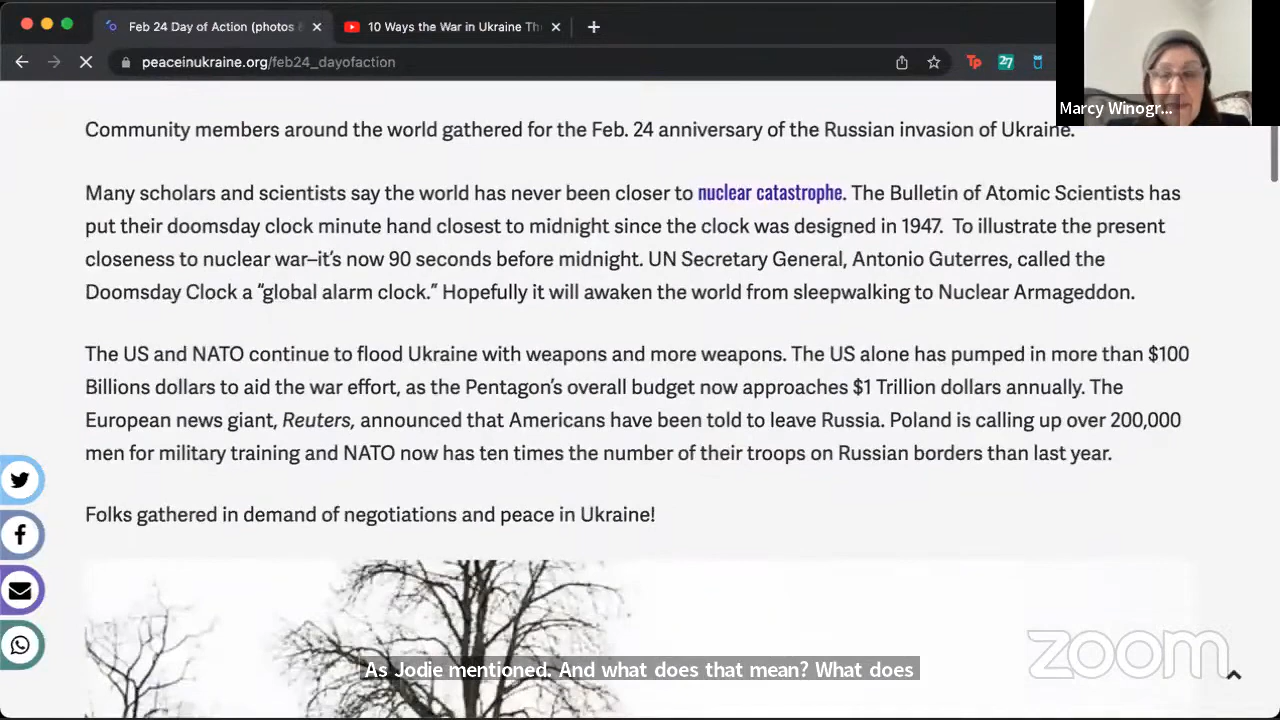 Feb 24 Day of Action (photos
10 Ways the War in Ukraine Th
peaceinukraine.org/feb24_dayofaction
Tp
27
Marcy Winogr...
Community members around the world gathered for the Feb. 24 anniversary of the Russian invasion of Ukraine.
Many scholars and scientists say the world has never been closer to nuclear catastrophe. The Bulletin of Atomic Scientists has
put their doomsday clock minute hand closest to midnight since the clock was designed in 1947. To illustrate the present
closeness to nuclear war–it's now 90 seconds before midnight. UN Secretary General, Antonio Guterres, called the
Doomsday Clock a “global alarm clock.” Hopefully it will awaken the world from sleepwalking to Nuclear Armageddon.
The US and NATO continue to flood Ukraine with weapons and more weapons. The US alone has pumped in more than $100
Billions dollars to aid the war effort, as the Pentagon's overall budget now approaches $1 Trillion dollars annually. The
European news giant, Reuters, announced that Americans have been told to leave Russia. Poland is calling up over 200,000
men for military training and NATO now has ten times the number of their troops on Russian borders than last year.
Folks gathered in demand of negotiations and peace in Ukraine!
zoom
As Jodie mentioned. And what does that mean? What does